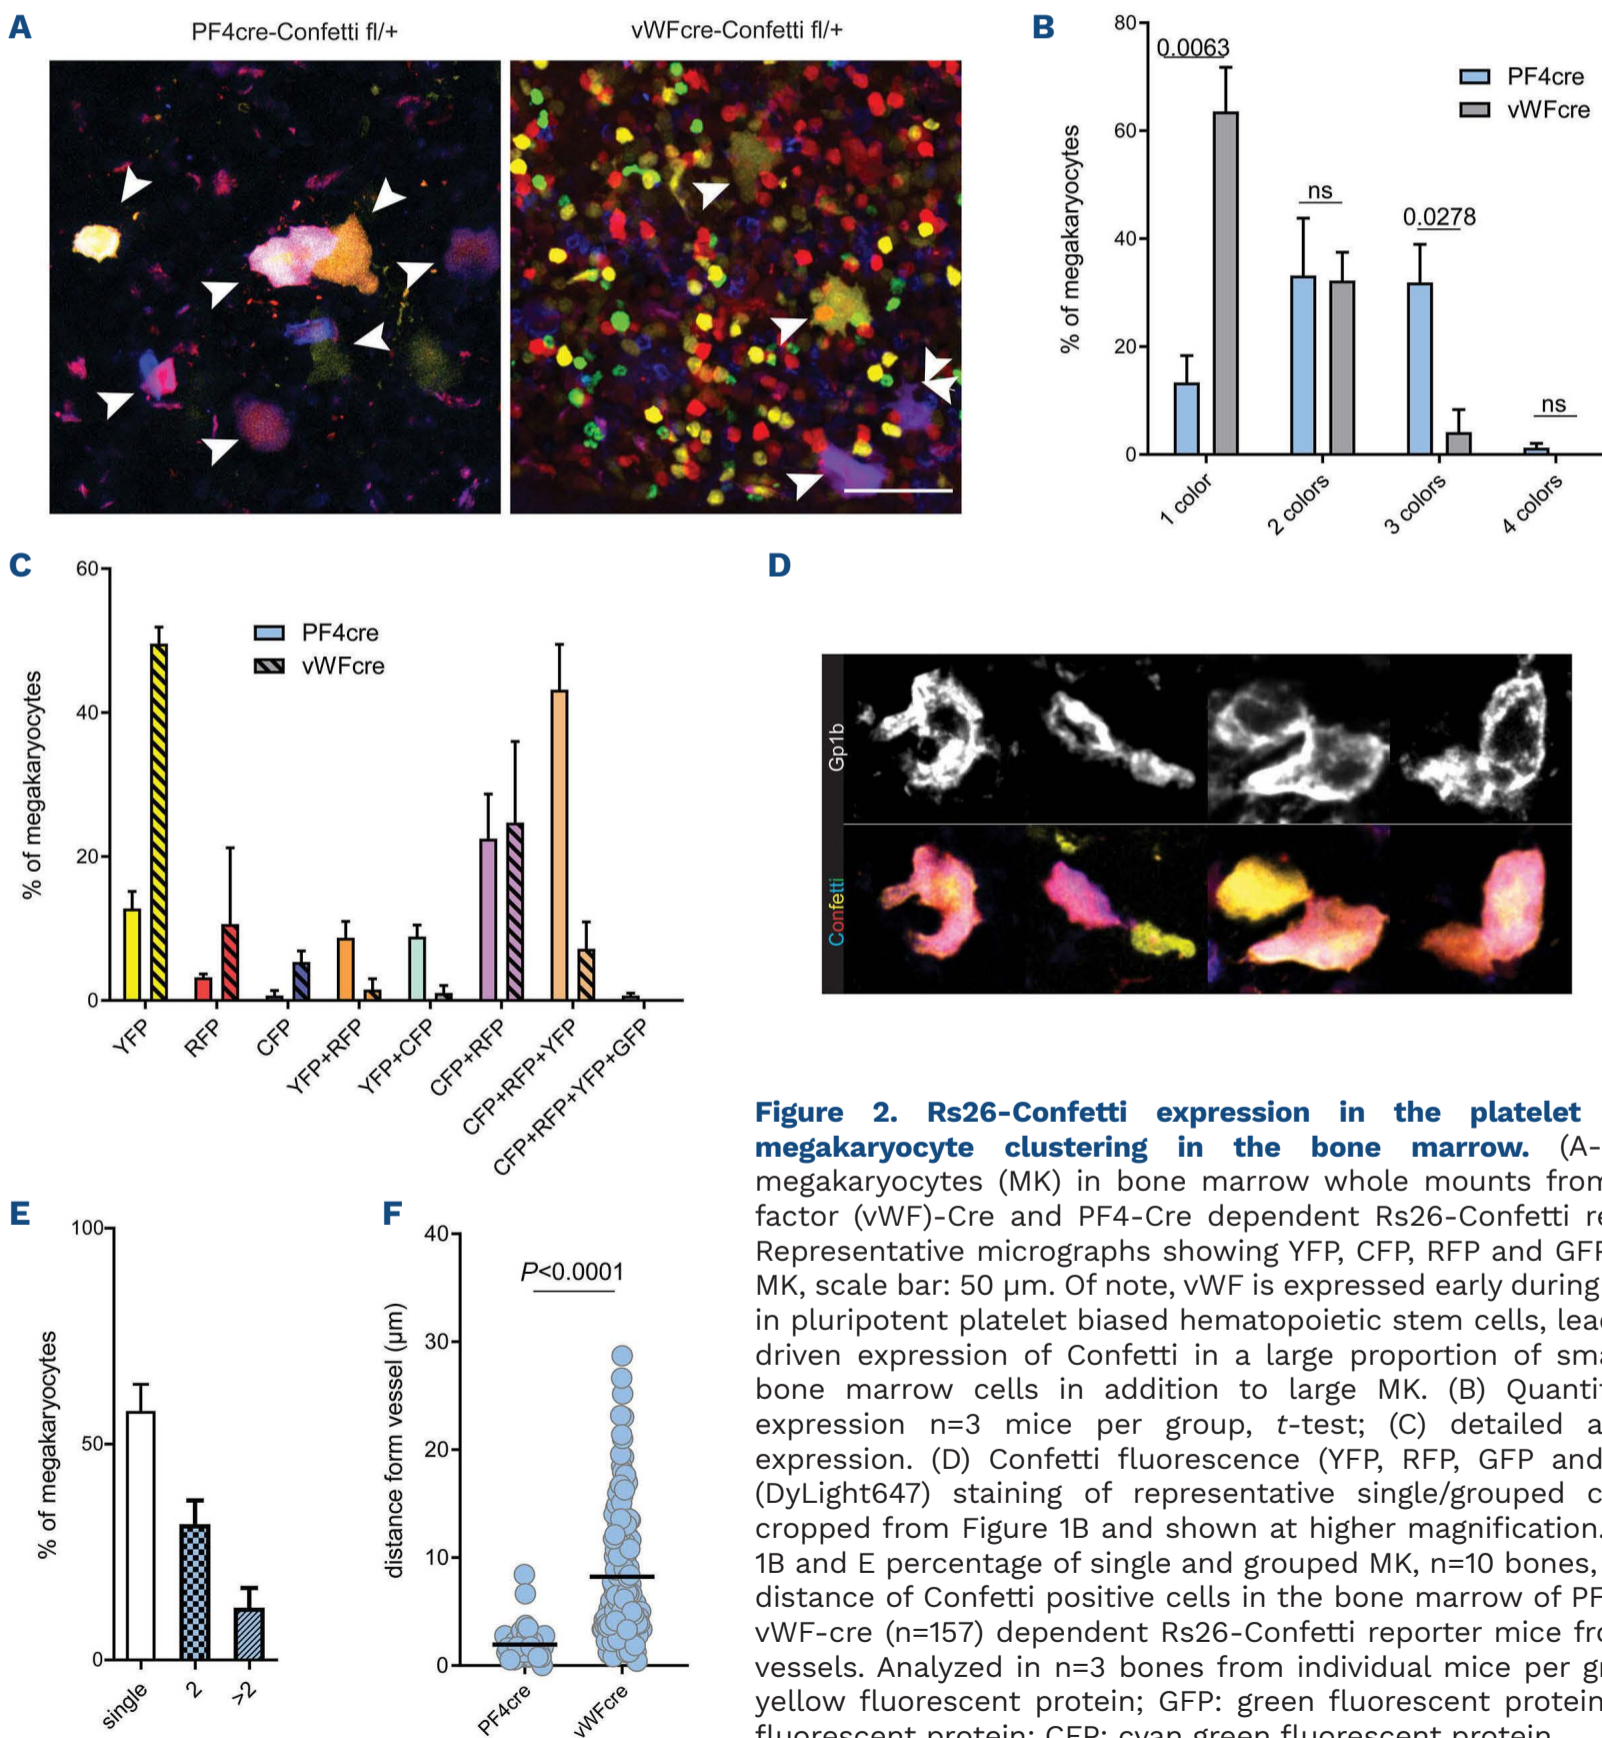 A
PF4cre-Confetti fl/+
vWFcre-Confetti fl/+
B
% of megakaryocytes
80
60
40
20
0
0.0063
ns
0.0278
ns
PF4cre
vWFcre
1 color
2 colors
3 colors
4 colors
C
% of megakaryocytes
60
40
20
0
PF4cre
vWFcre
YFP
RFP
CFP
YFP+RFP
YFP+CFP
CFP+RFP
CFP+RFP+YFP
CFP+RFP+YFP+GFP
D
Gp1b
Confetti
E
% of megakaryocytes
100
50
0
single
2
>2
F
distance form vessel (µm)
40
30
20
10
0
P<0.0001
PF4cre
vWFcre
Figure 2. Rs26-Confetti expression in the platelet
megakaryocyte clustering in the bone marrow. (A-
megakaryocytes (MK) in bone marrow whole mounts from
factor (vWF)-Cre and PF4-Cre dependent Rs26-Confetti re
Representative micrographs showing YFP, CFP, RFP and GFP
MK, scale bar: 50 µm. Of note, vWF is expressed early during
in pluripotent platelet biased hematopoietic stem cells, lea
driven expression of Confetti in a large proportion of sma
bone marrow cells in addition to large MK. (B) Quantit
expression n=3 mice per group, t-test; (C) detailed a
expression. (D) Confetti fluorescence (YFP, RFP, GFP and
(DyLight647) staining of representative single/grouped c
cropped from Figure 1B and shown at higher magnification.
1B and E percentage of single and grouped MK, n=10 bones,
distance of Confetti positive cells in the bone marrow of PF
vWF-cre (n=157) dependent Rs26-Confetti reporter mice fro
vessels. Analyzed in n=3 bones from individual mice per g
yellow fluorescent protein; GFP: green fluorescent protein
fluorescent protein; CFP: cyan green fluorescent protein